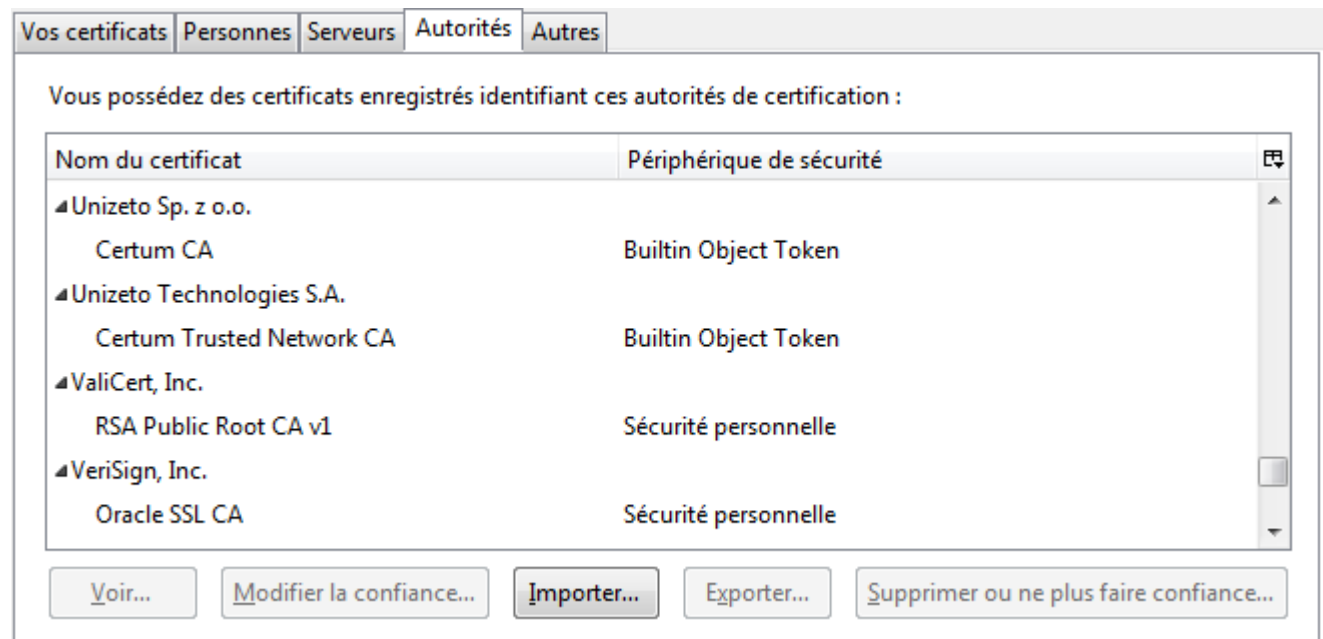 Vos certificats Personnes Serveurs Autorités Autres
Vous possédez des certificats enregistrés identifiant ces autorités de certification :
Nom du certificat Périphérique de sécurité
Unizeto Sp. z o.o.
Certum CA Builtin Object Token
Unizeto Technologies S.A.
Certum Trusted Network CA Builtin Object Token
ValiCert, Inc.
RSA Public Root CA v1 Sécurité personnelle
VeriSign, Inc.
Oracle SSL CA Sécurité personnelle
Voir... Modifier la confiance... Importer... Exporter... Supprimer ou ne plus faire confiance...